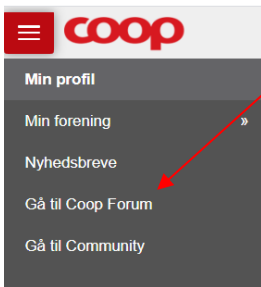 coop
Min profil
Min forening »
Nyhedsbreve
Gå til Coop Forum
Gå til Community